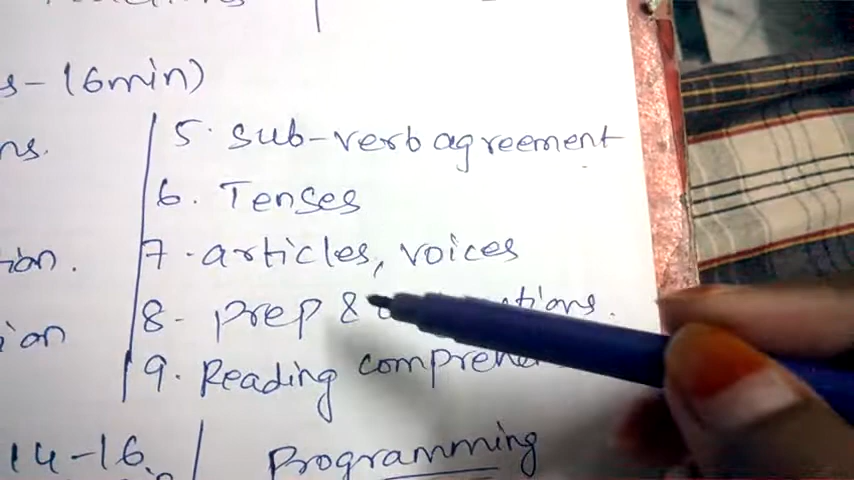 s-16min)
ns.
5. sub-verb agreement
6. Tenses
tion.
7. articles, voices
ion
8- prep &
9. Reading
14-16
Programming